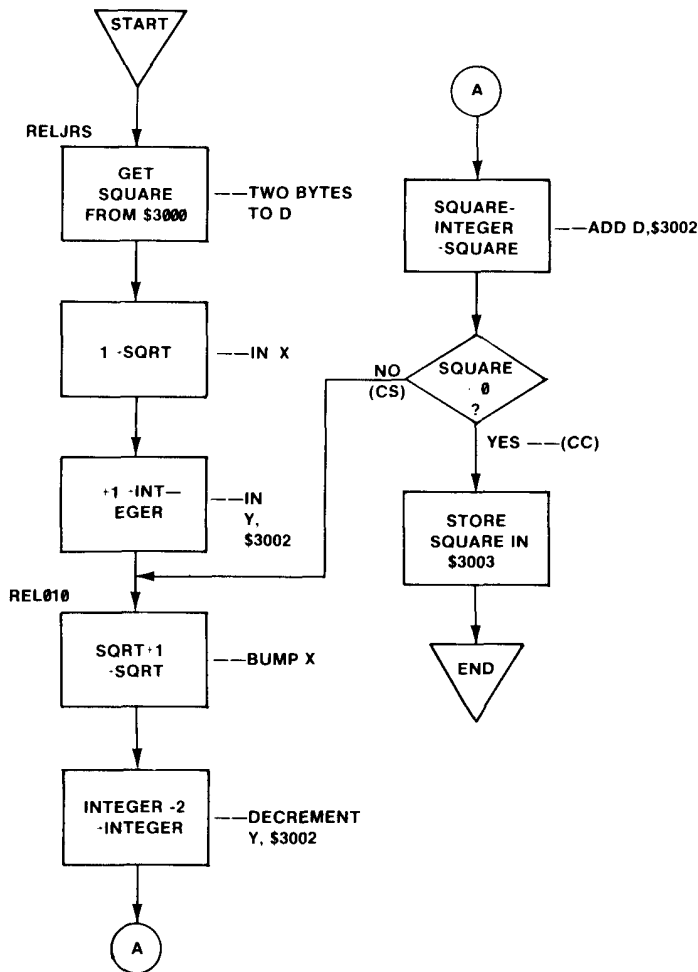 START
RELJRS
GET
SQUARE
FROM $3000
——TWO BYTES
TO D
1 -SQRT
——IN X
+1 -INT—
EGER
——IN
Y,
$3002
REL010
SQRT+1
-SQRT
——BUMP X
INTEGER -2
-INTEGER
——DECREMENT
Y, $3002
A
A
SQUARE-
INTEGER
-SQUARE
——ADD D,$3002
SQUARE
0
?
NO
(CS)
YES ——(CC)
STORE
SQUARE IN
$3003
END